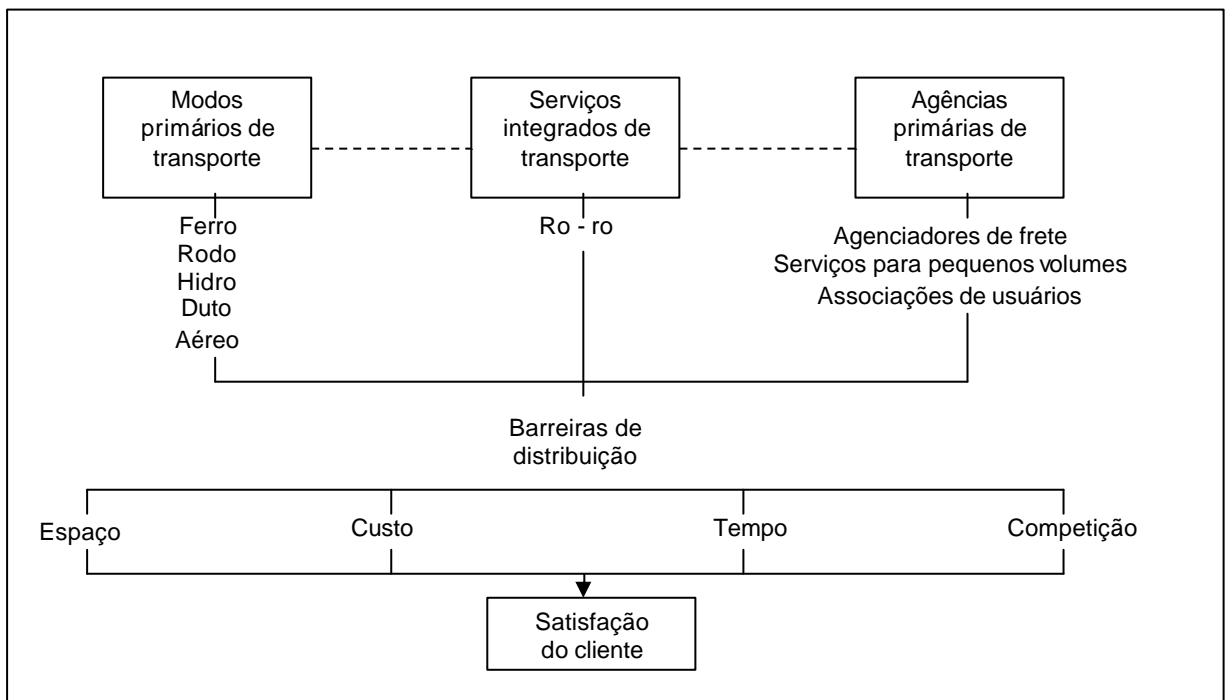 Modos
primários de
transporte
Serviços
integrados de
transporte
Agências
primárias de
transporte
Ferro
Rodo
Hidro
Duto
Aéreo
Ro - ro
Agenciadores de frete
Serviços para pequenos volumes
Associações de usuários
Barreiras de
distribuição
Espaço
Custo
Tempo
Competição
Satisfação
do cliente